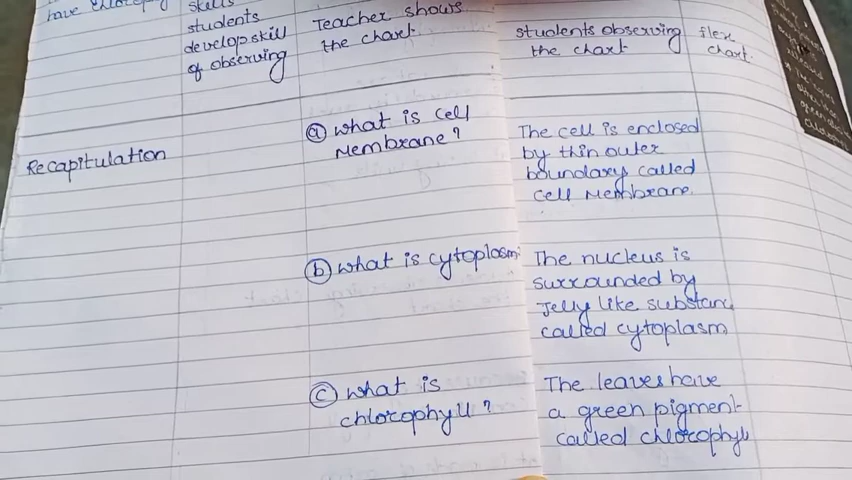 have
skills
students
develop skill
of observing
Teacher shows
the chart
students observing
the chart
flex
chart.
Recapitulation
(a) what is cell
Membrane?
The cell is enclosed
by thin outer
boundary called
cell Membrane.
(b) what is cytoplasm
The nucleus is
surrounded by
Jelly like substanc
called cytoplasm
(c) what is
chlorophyll?
The leaves have
a green pigment
called chlorophyll